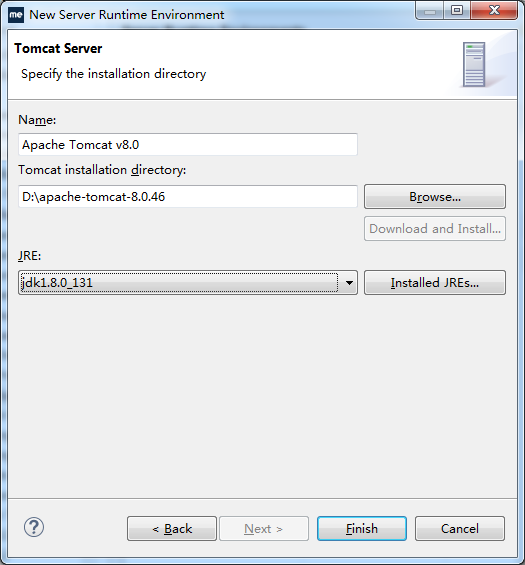 me New Server Runtime Environment
Tomcat Server
Specify the installation directory
Name:
Apache Tomcat v8.0
Tomcat installation directory:
D:\apache-tomcat-8.0.46
Browse...
Download and Install...
JRE:
jdk1.8.0_131
Installed JREs...
?
< Back
Next >
Finish
Cancel